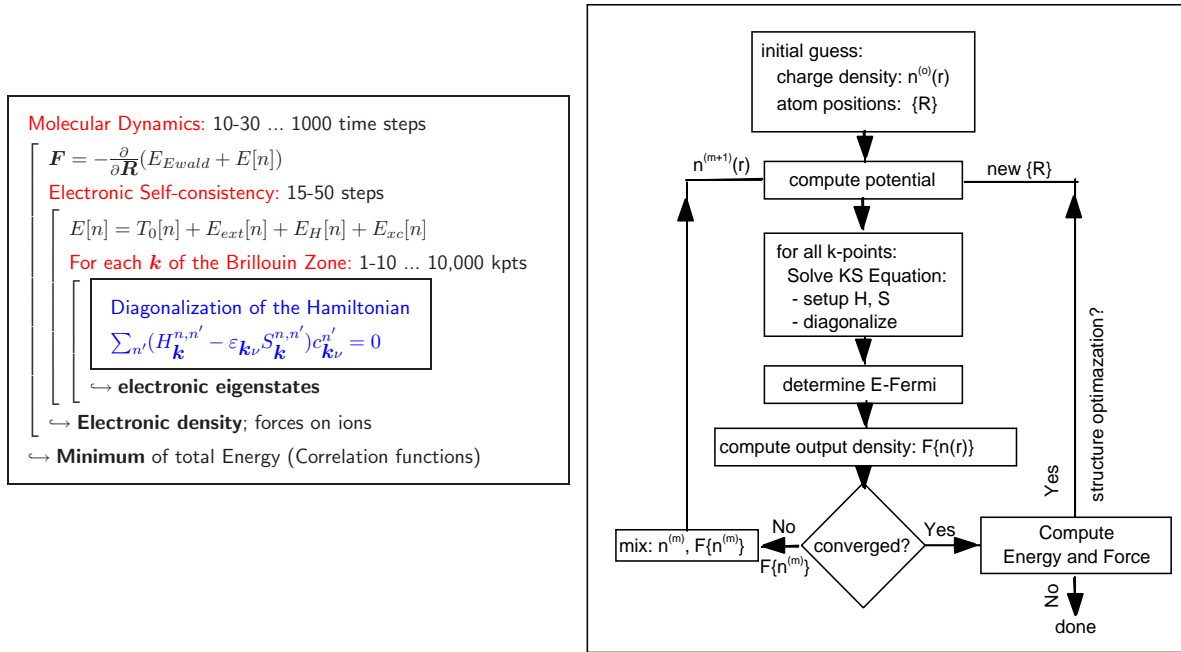 Molecular Dynamics: 10-30 ... 1000 time steps
F = −∂/∂R (E_Ewald + E[n])
Electronic Self-consistency: 15-50 steps
E[n] = T_0[n] + E_ext[n] + E_H[n] + E_xc[n]
For each k of the Brillouin Zone: 1-10 ... 10,000 kpts
Diagonalization of the Hamiltonian
∑_n′ (H_k^{n,n′} − ε_kν S_k^{n,n′}) c_kν^{n′} = 0
↪ electronic eigenstates
↪ Electronic density; forces on ions
↪ Minimum of total Energy (Correlation functions)
initial guess:
charge density: n^(o)(r)
atom positions: {R}
n^(m+1)(r)
compute potential
new {R}
for all k-points:
Solve KS Equation:
- setup H, S
- diagonalize
determine E-Fermi
compute output density: F{n(r)}
converged?
No
F{n^(m)}
mix: n^(m), F{n^(m)}
Yes
Compute
Energy and Force
Yes
structure optimazation?
No
done